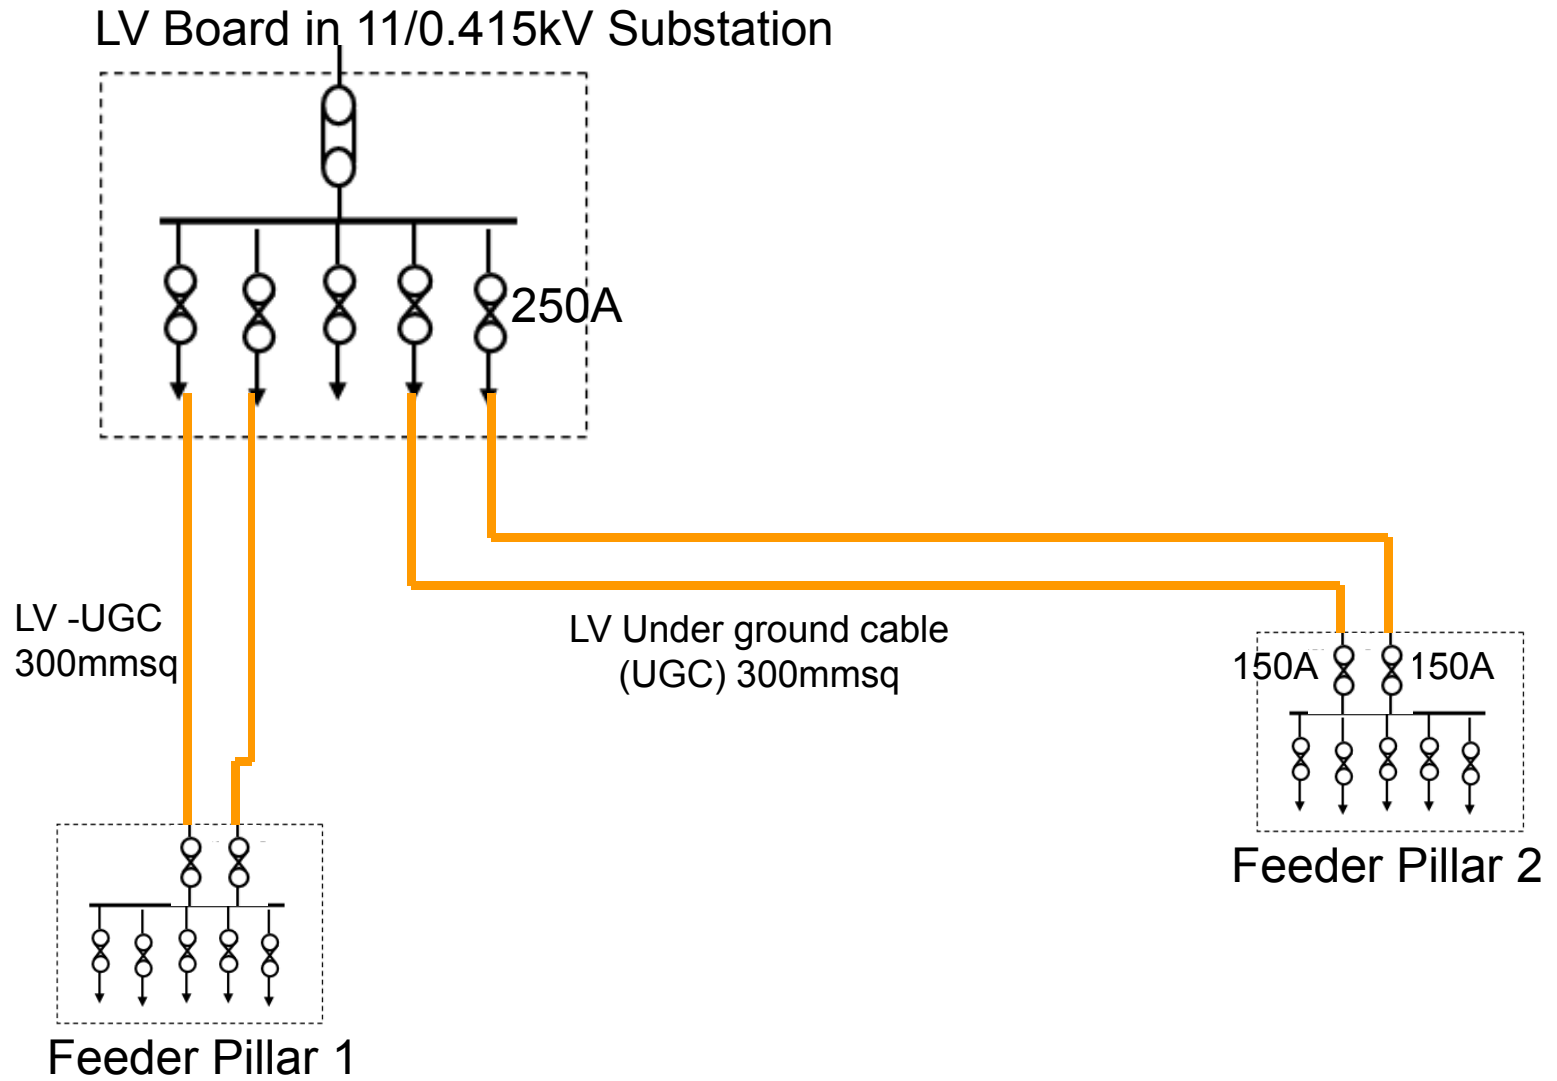 LV Board in 11/0.415kV Substation
250A
LV -UGC
300mmsq
LV Under ground cable
(UGC) 300mmsq
150A
150A
Feeder Pillar 2
Feeder Pillar 1